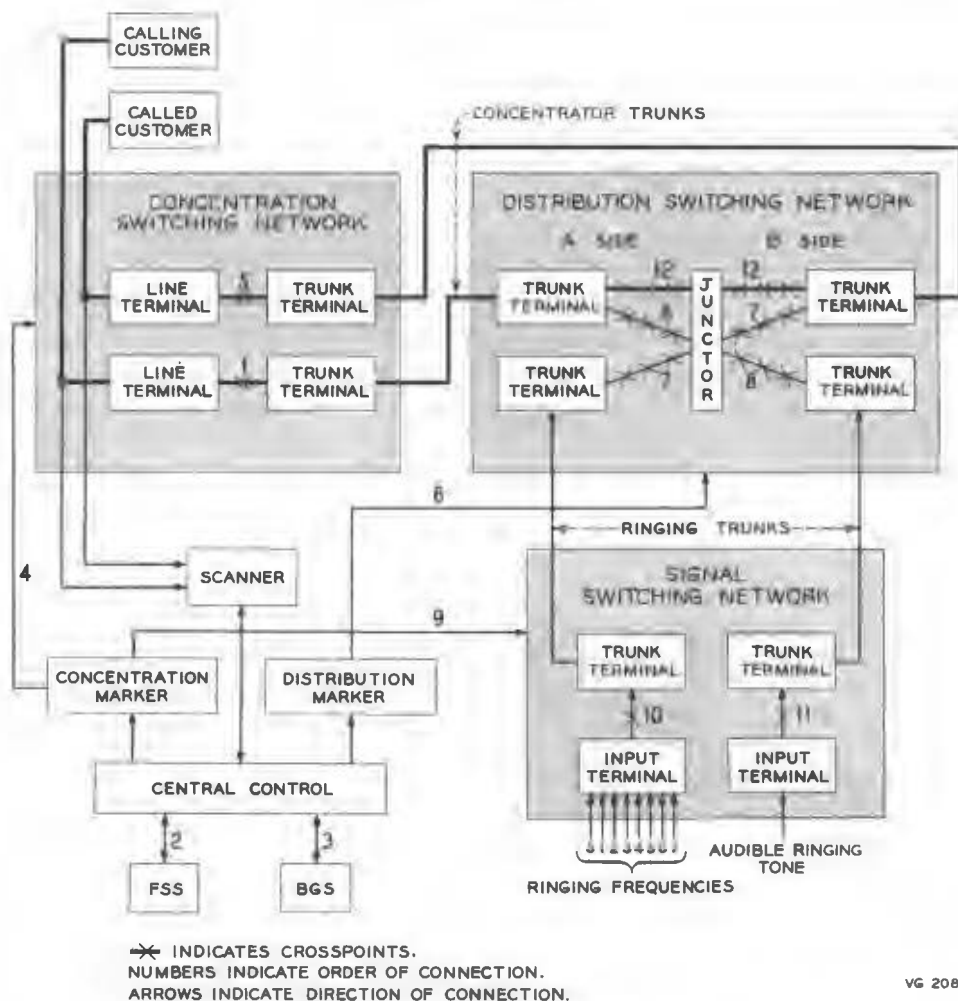 CALLING
CUSTOMER
CALLED
CUSTOMER
CONCENTRATOR TRUNKS
CONCENTRATION
SWITCHING NETWORK
DISTRIBUTION SWITCHING NETWORK
A SIDE
B SIDE
LINE
TERMINAL
5
TRUNK
TERMINAL
TRUNK
TERMINAL
12
JUNCTOR
12
TRUNK
TERMINAL
8
7
LINE
TERMINAL
1
TRUNK
TERMINAL
TRUNK
TERMINAL
7
8
TRUNK
TERMINAL
6
RINGING TRUNKS
4
SCANNER
SIGNAL
SWITCHING NETWORK
9
CONCENTRATION
MARKER
DISTRIBUTION
MARKER
TRUNK
TERMINAL
TRUNK
TERMINAL
10
11
CENTRAL CONTROL
INPUT
TERMINAL
INPUT
TERMINAL
2
3
FSS
BGS
RINGING FREQUENCIES
AUDIBLE RINGING
TONE
INDICATES CROSSPOINTS.
NUMBERS INDICATE ORDER OF CONNECTION.
ARROWS INDICATE DIRECTION OF CONNECTION.
VG 208